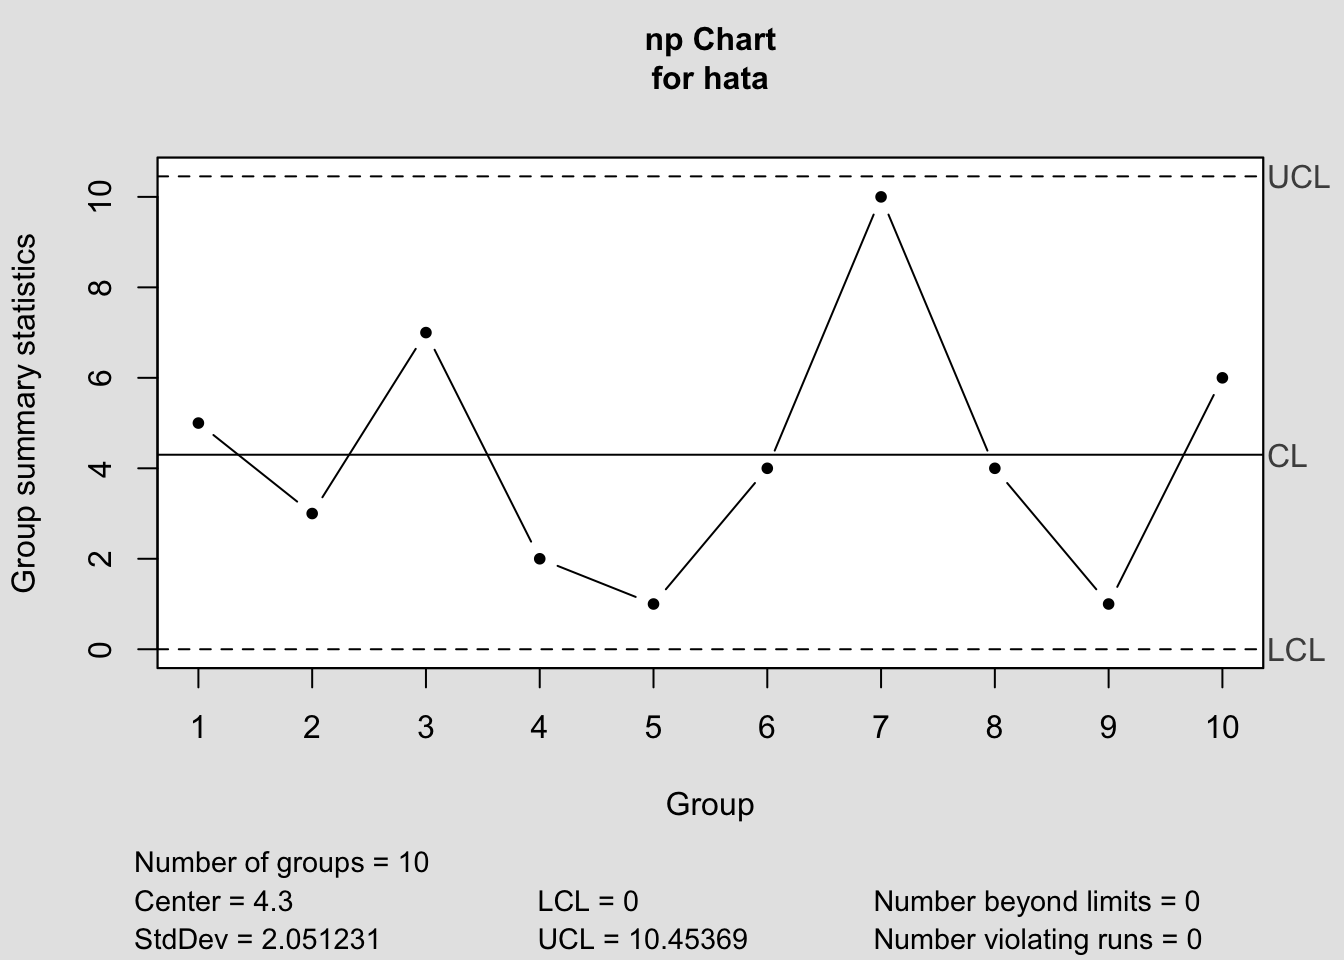 np Chart
for hata
Group summary statistics
10
8
6
4
2
0
UCL
CL
LCL
1 2 3 4 5 6 7 8 9 10
Group
Number of groups = 10
Center = 4.3 LCL = 0 Number beyond limits = 0
StdDev = 2.051231 UCL = 10.45369 Number violating runs = 0